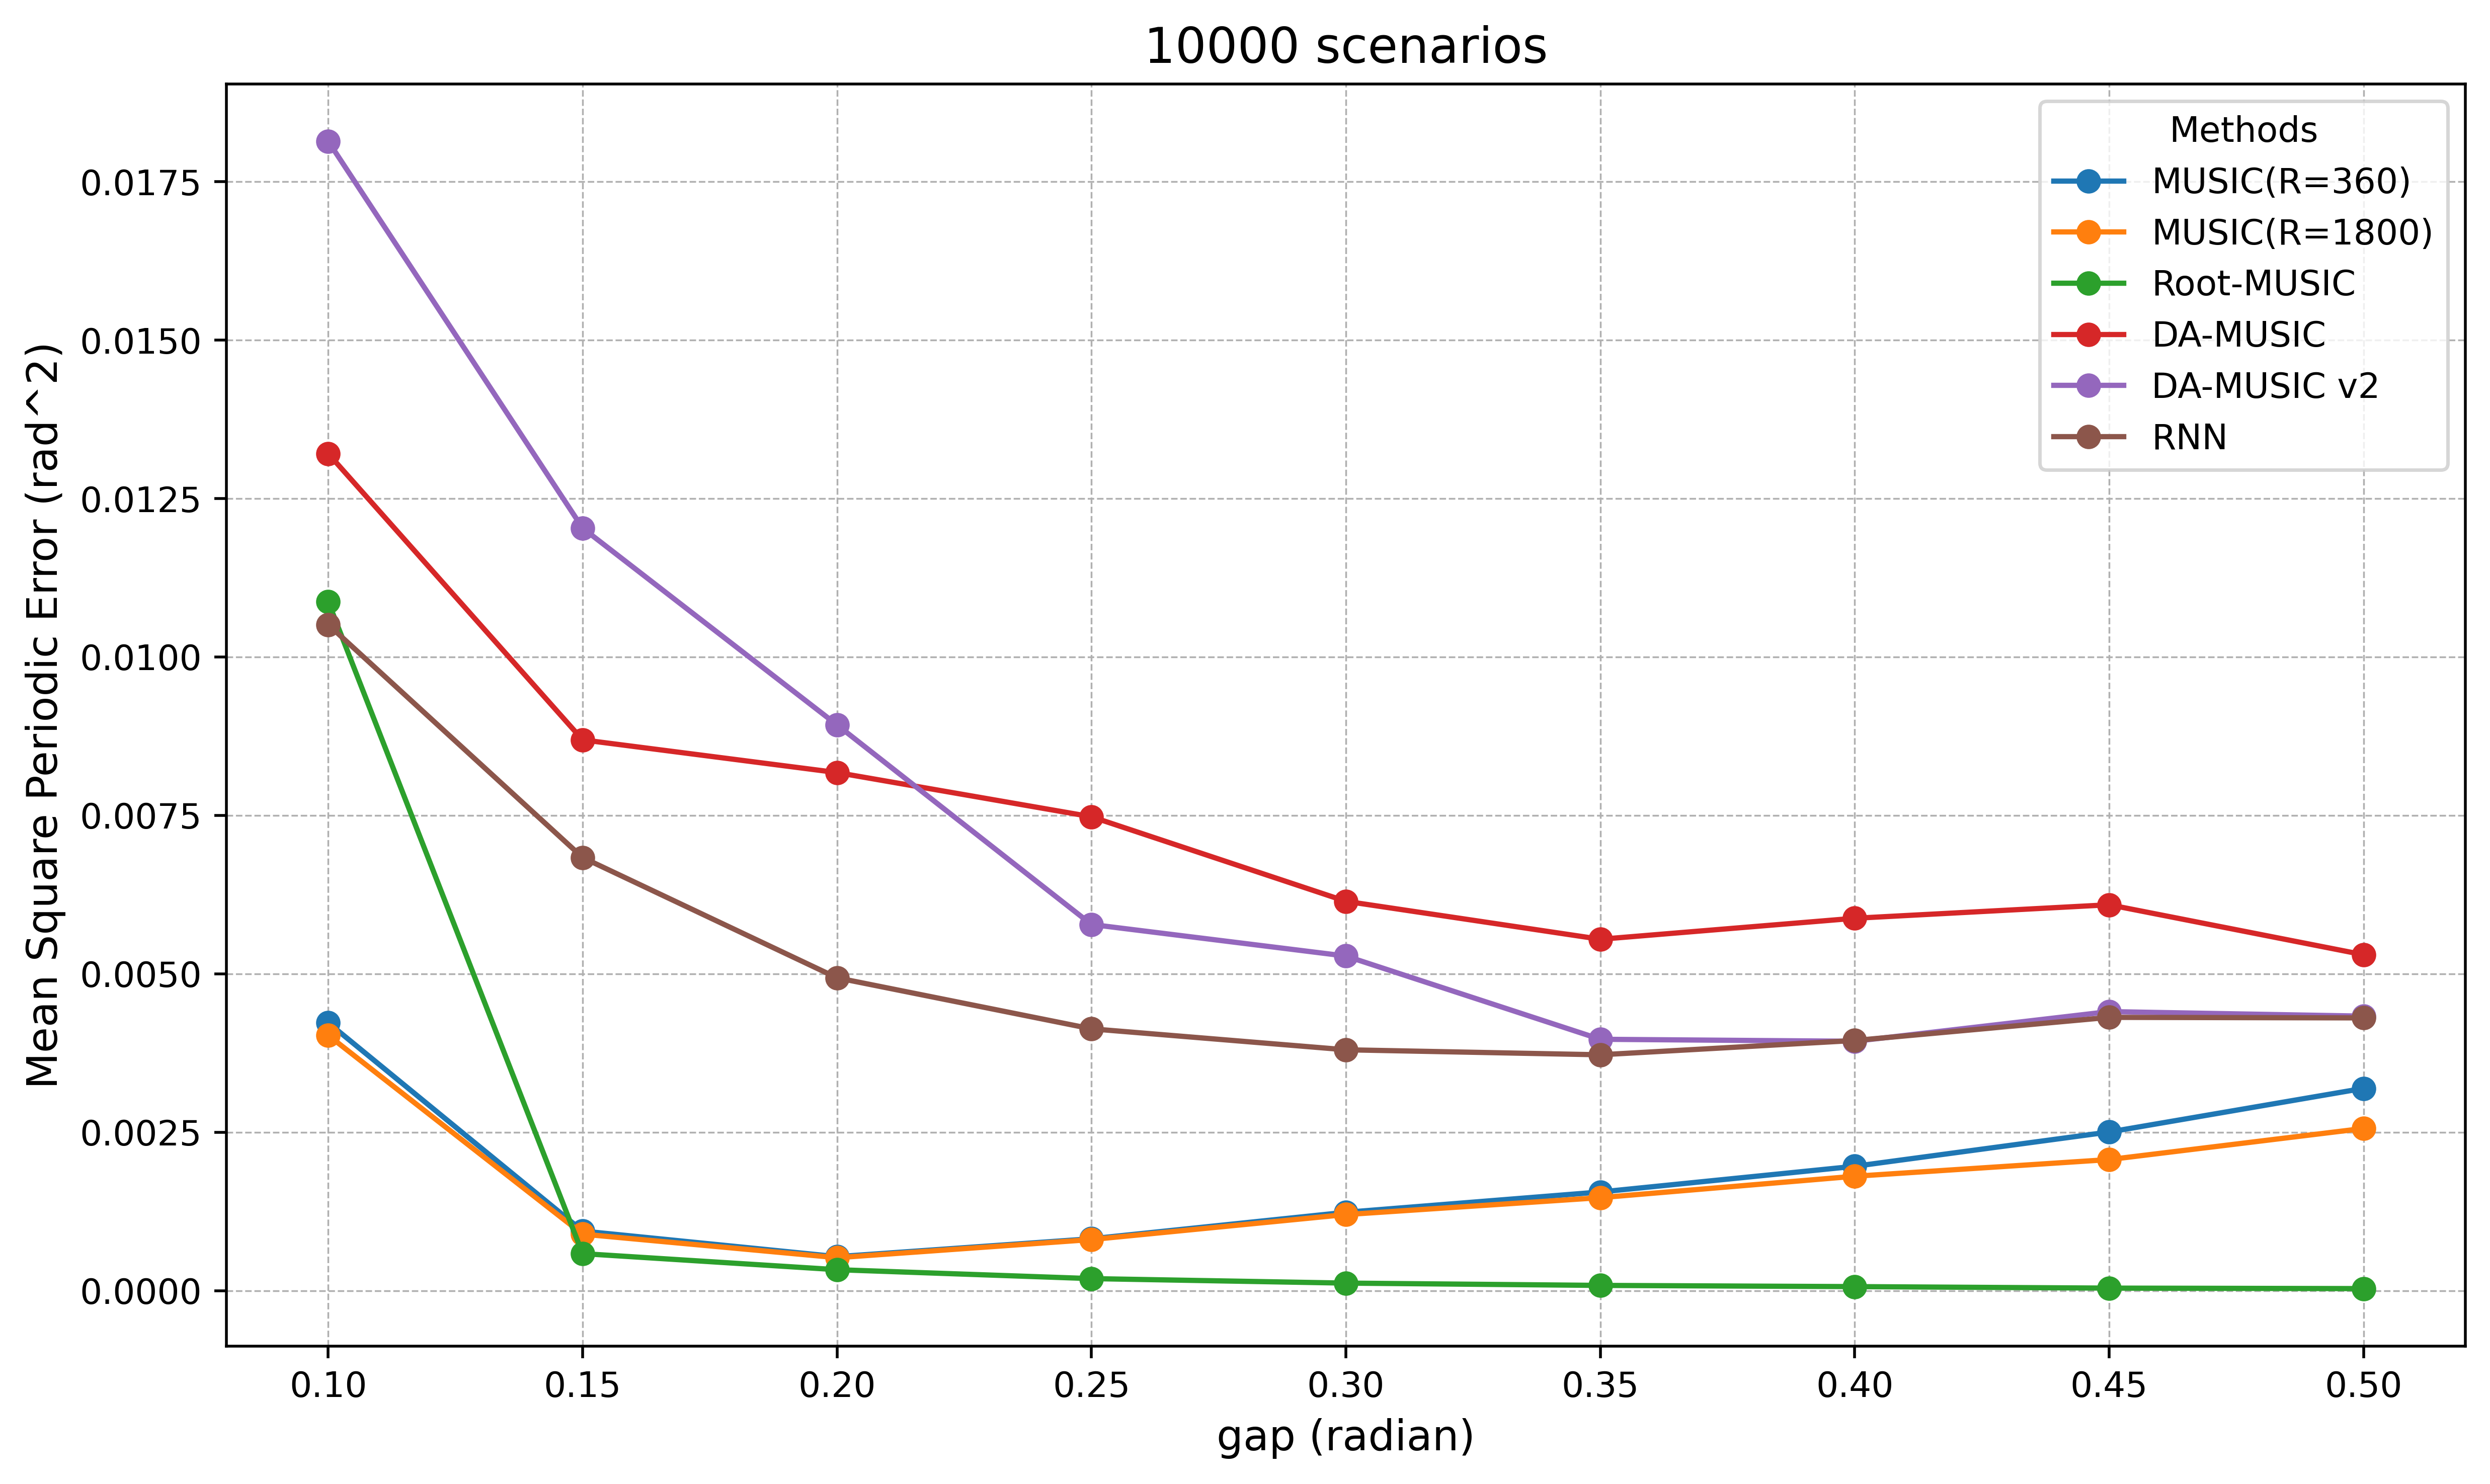 10000 scenarios
Mean Square Periodic Error (rad^2)
0.0175
0.0150
0.0125
0.0100
0.0075
0.0050
0.0025
0.0000
Methods
MUSIC(R=360)
MUSIC(R=1800)
Root-MUSIC
DA-MUSIC
DA-MUSIC v2
RNN
0.10 0.15 0.20 0.25 0.30 0.35 0.40 0.45 0.50
gap (radian)